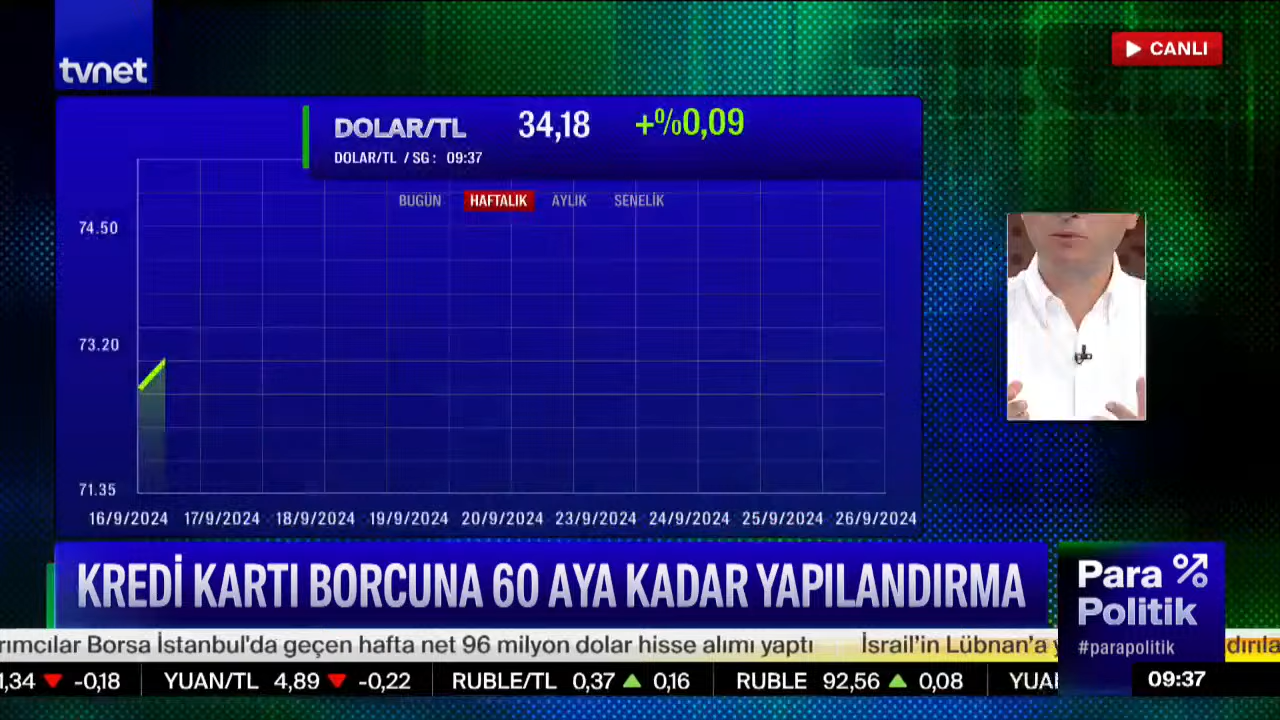 tvnet
CANLI
DOLAR/TL 34,18 +%0,09
DOLAR/TL / SG : 09:37
BUGÜN HAFTALIK AYLIK SENELİK
74.50
73.20
71.35
16/9/2024 17/9/2024 18/9/2024 19/9/2024 20/9/2024 23/9/2024 24/9/2024 25/9/2024 26/9/2024
KREDİ KARTI BORCUNA 60 AYA KADAR YAPILANDIRMA
Para
Politik
#parapolitik
Borsa İstanbul'da geçen hafta net 96 milyon dolar hisse alımı yaptı İsrail'in Lübnan'a
1,34 -0,18 YUAN/TL 4,89 -0,22 RUBLE/TL 0,37 0,16 RUBLE 92,56 0,08
09:37